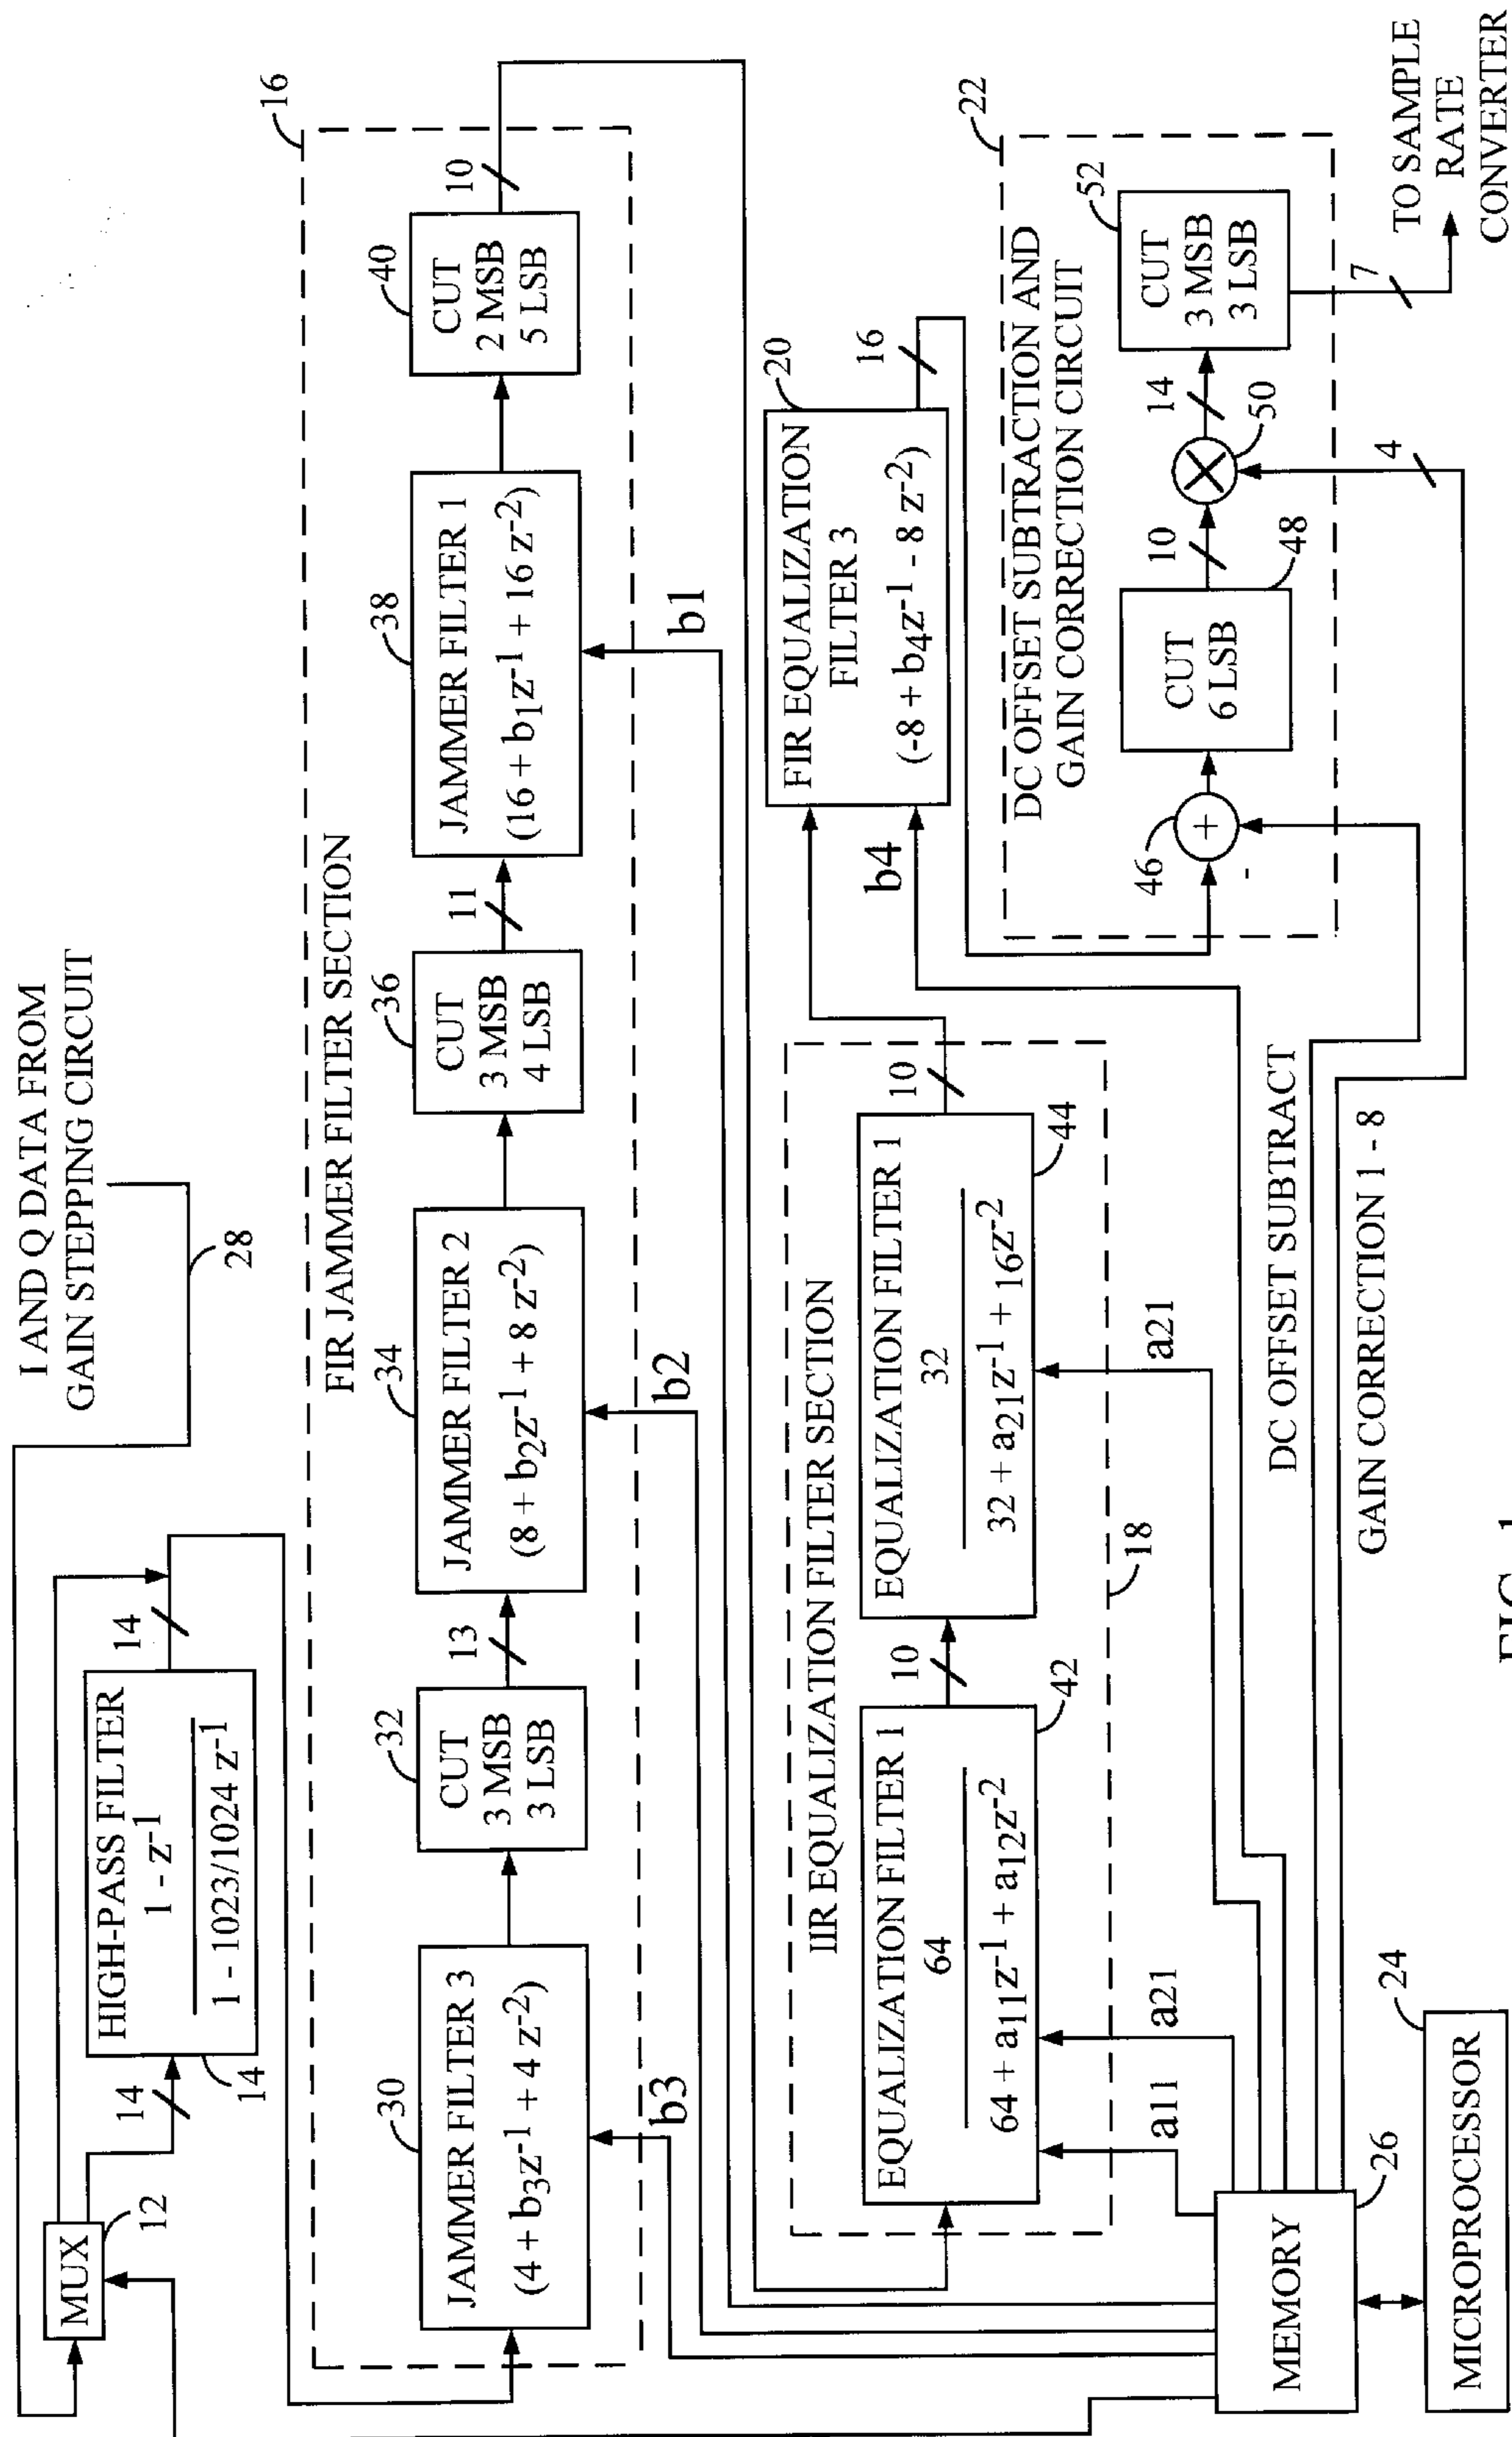 I AND Q DATA FROM
GAIN STEPPING CIRCUIT
28
MUX
12
14
HIGH-PASS FILTER
1 - z-1
1 - 1023/1024 z-1
14
14
FIR JAMMER FILTER SECTION
16
30
JAMMER FILTER 3
(4 + b3z-1 + 4 z-2)
b3
32
CUT
3 MSB
3 LSB
13
34
JAMMER FILTER 2
(8 + b2z-1 + 8 z-2)
b2
36
CUT
3 MSB
4 LSB
11
38
JAMMER FILTER 1
(16 + b1z-1 + 16 z-2)
b1
40
CUT
2 MSB
5 LSB
10
IIR EQUALIZATION FILTER SECTION
EQUALIZATION FILTER 1
64
64 + a11z-1 + a12z-2
42
a11
a21
10
EQUALIZATION FILTER 1
32
32 + a21z-1 + 16z-2
44
a21
10
18
20
FIR EQUALIZATION
FILTER 3
(-8 + b4z-1 - 8 z-2)
b4
16
22
DC OFFSET SUBTRACTION AND
GAIN CORRECTION CIRCUIT
46
+
-
CUT
6 LSB
48
10
50
14
4
52
CUT
3 MSB
3 LSB
7
TO SAMPLE
RATE
CONVERTER
DC OFFSET SUBTRACT
GAIN CORRECTION 1 - 8
MEMORY
26
MICROPROCESSOR
24